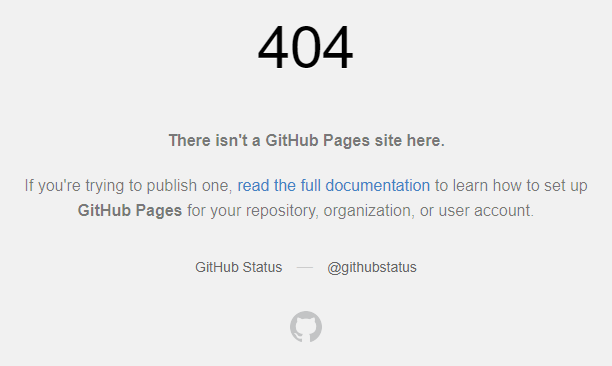 404
There isn't a GitHub Pages site here.
If you're trying to publish one, read the full documentation to learn how to set up
GitHub Pages for your repository, organization, or user account.
GitHub Status — @githubstatus